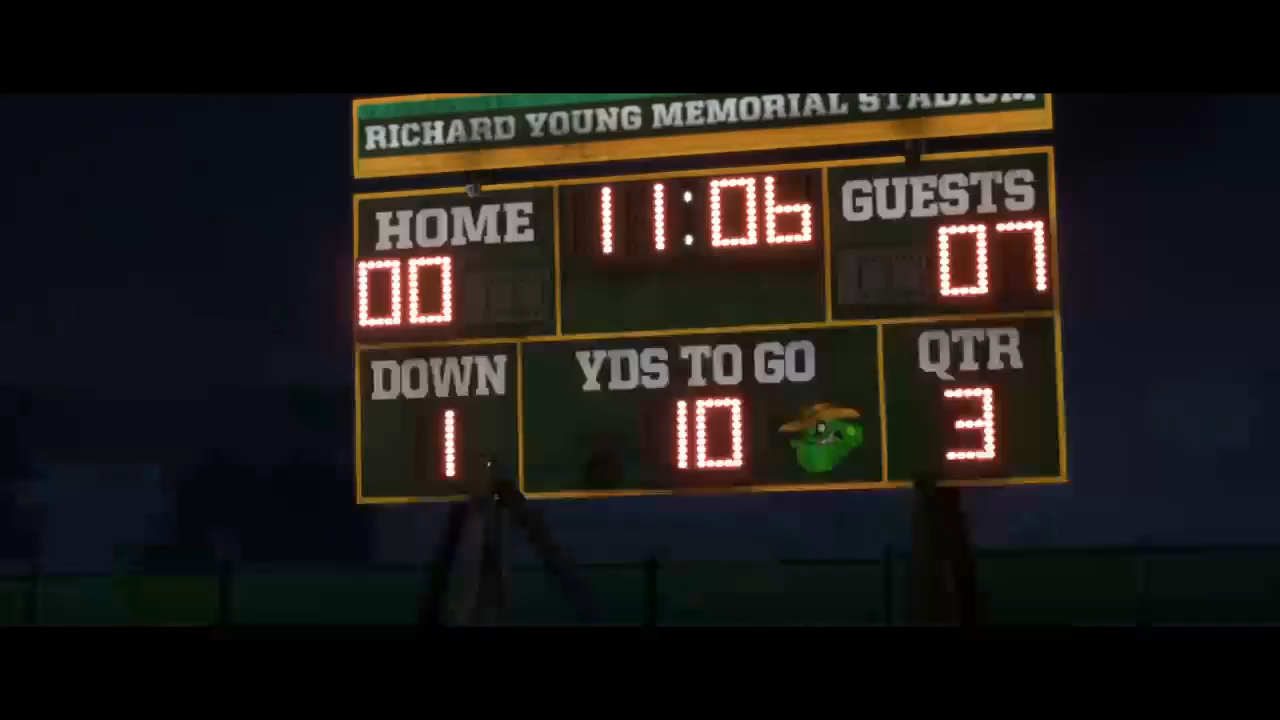 RICHARD YOUNG MEMORIAL STADIUM
HOME 11:06 GUESTS
00 07
DOWN YDS TO GO QTR
1 10 3